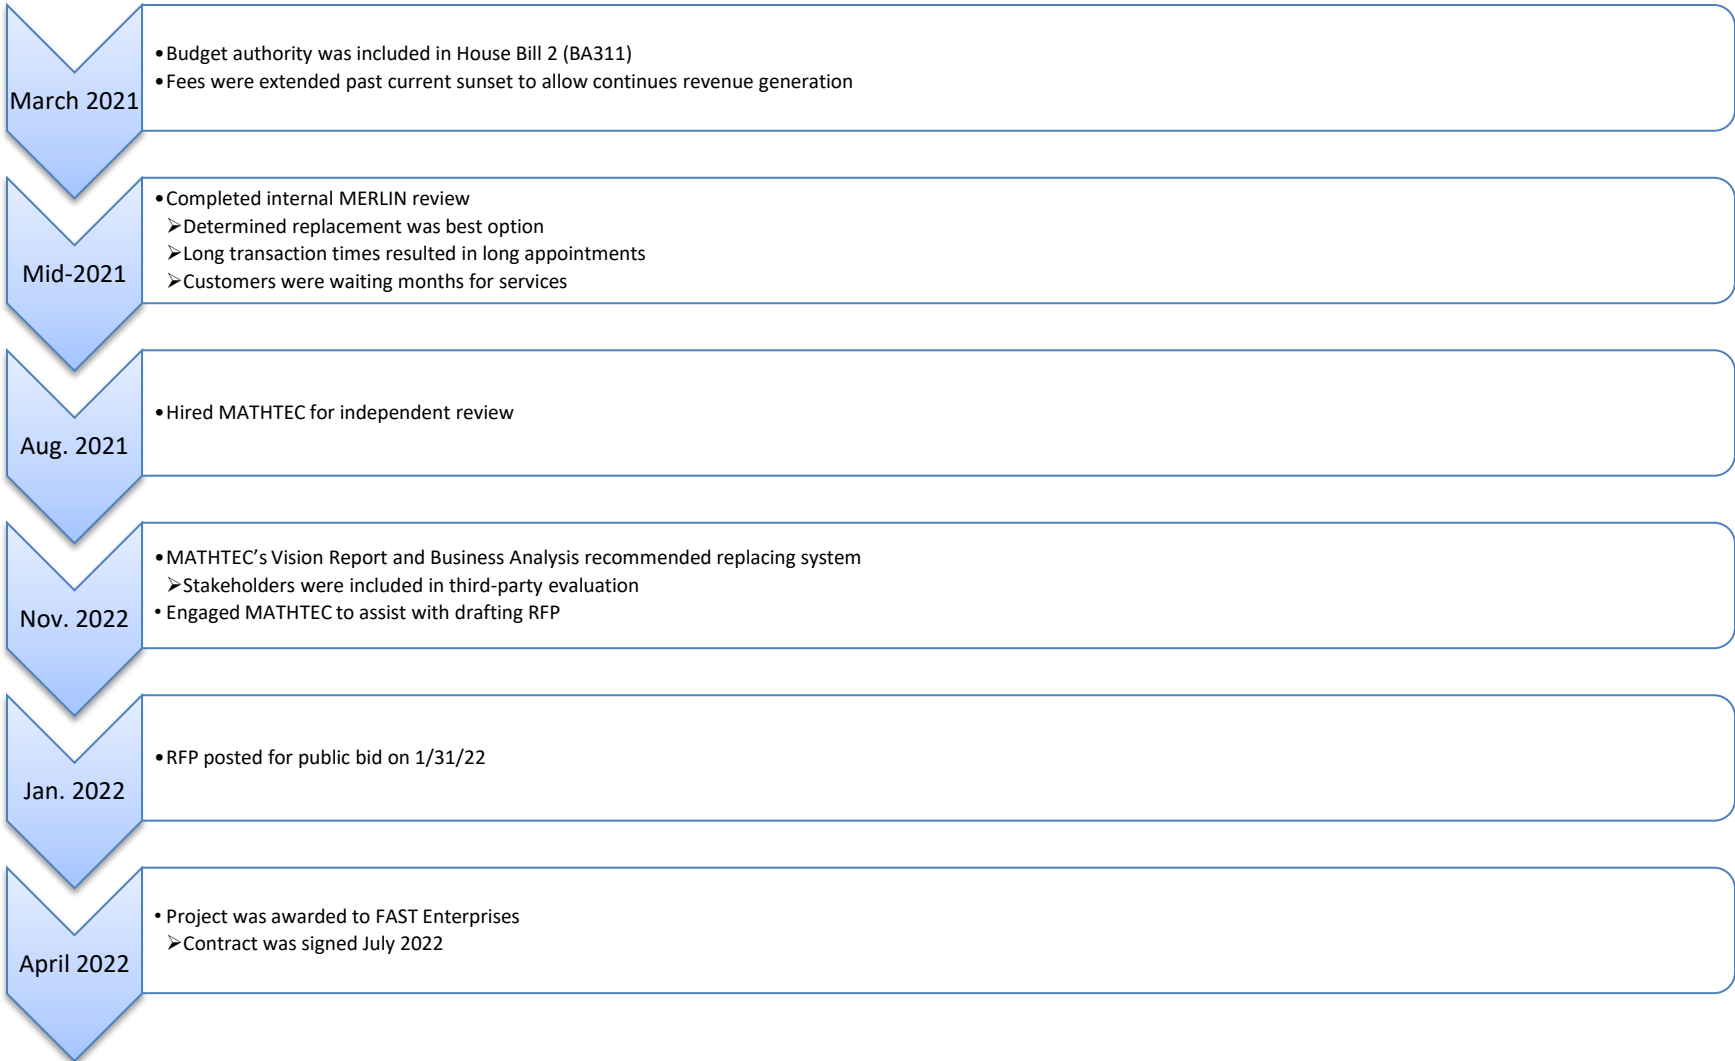 March 2021
•Budget authority was included in House Bill 2 (BA311)
•Fees were extended past current sunset to allow continues revenue generation
Mid-2021
•Completed internal MERLIN review
➢Determined replacement was best option
➢Long transaction times resulted in long appointments
➢Customers were waiting months for services
Aug. 2021
•Hired MATHTEC for independent review
Nov. 2022
•MATHTEC’s Vision Report and Business Analysis recommended replacing system
➢Stakeholders were included in third-party evaluation
• Engaged MATHTEC to assist with drafting RFP
Jan. 2022
•RFP posted for public bid on 1/31/22
April 2022
• Project was awarded to FAST Enterprises
➢Contract was signed July 2022